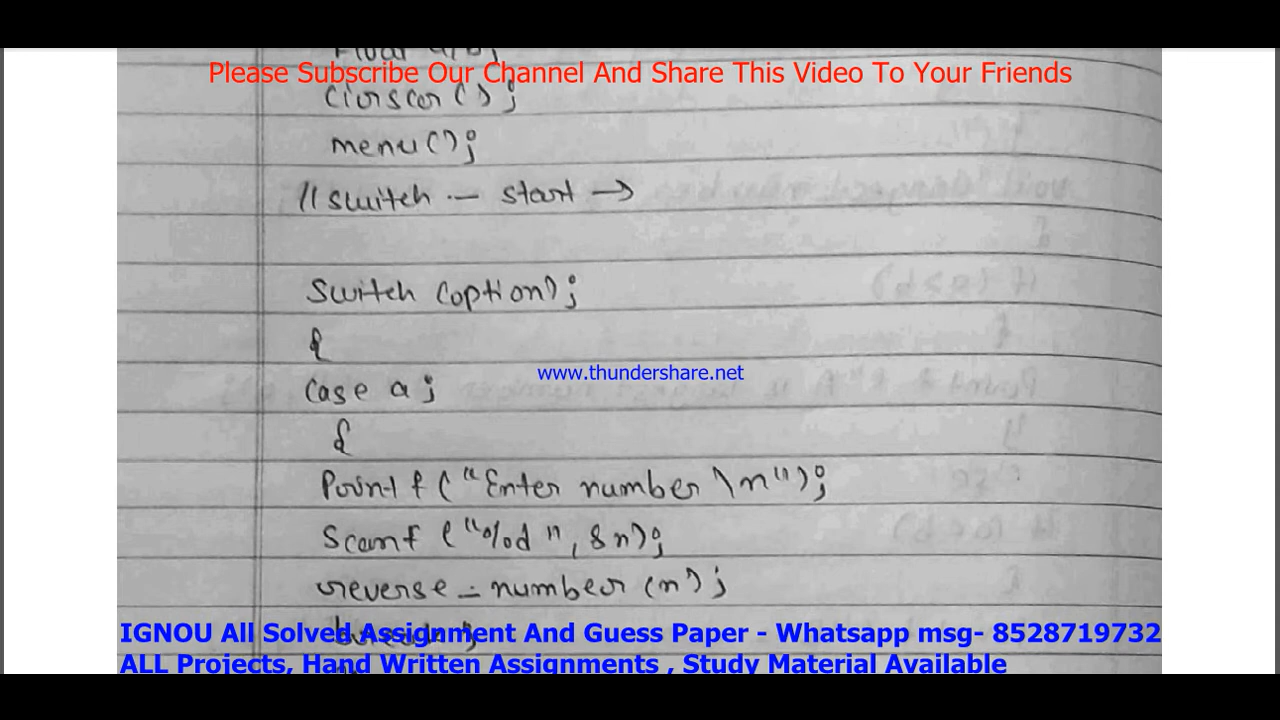 Please Subscribe Our Channel And Share This Video To Your Friends
clrscr();
menu();
// switch - start →
Switch (option);
{
Case a;
www.thundershare.net
{
Printf ("Enter number \n");
Scanf ("%d", &n);
reverse - number (n);
IGNOU All Solved Assignment And Guess Paper - Whatsapp msg- 8528719732
ALL Projects, Hand Written Assignments , Study Material Available